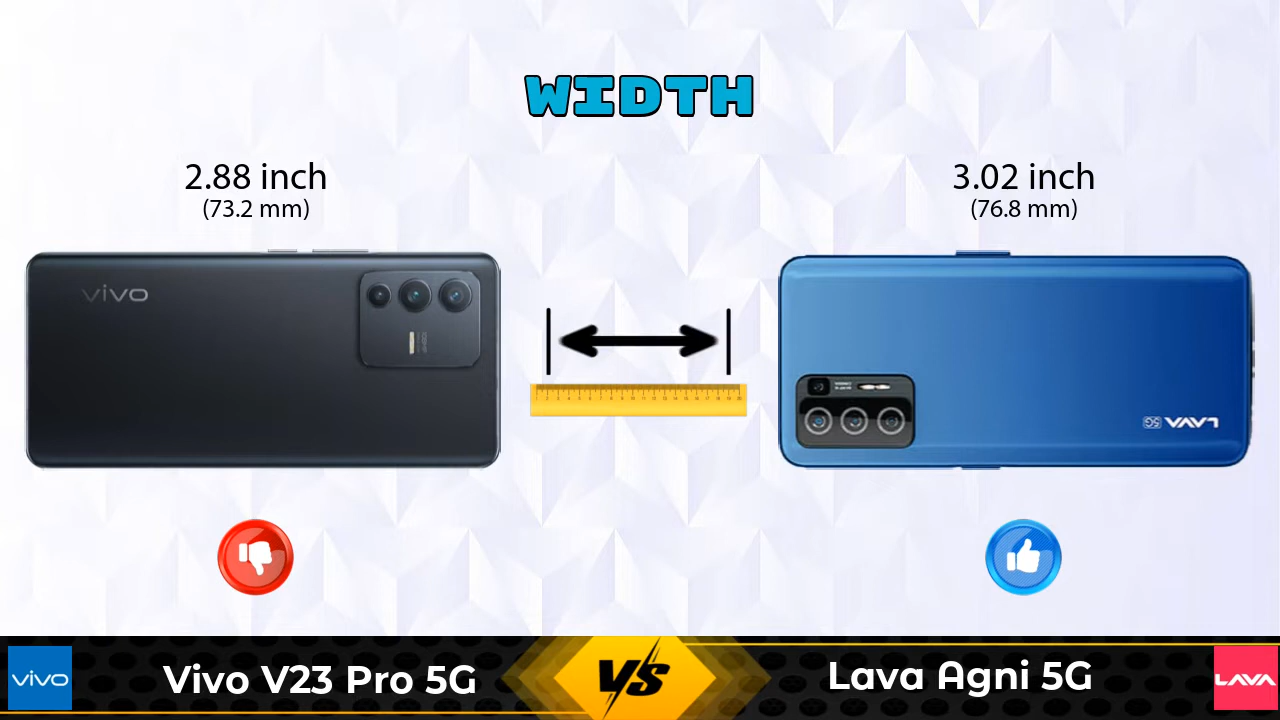 WIDTH
2.88 inch
(73.2 mm)
3.02 inch
(76.8 mm)
vivo
LAVA 5G
vivo
Vivo V23 Pro 5G
VS
Lava Agni 5G
LAVA